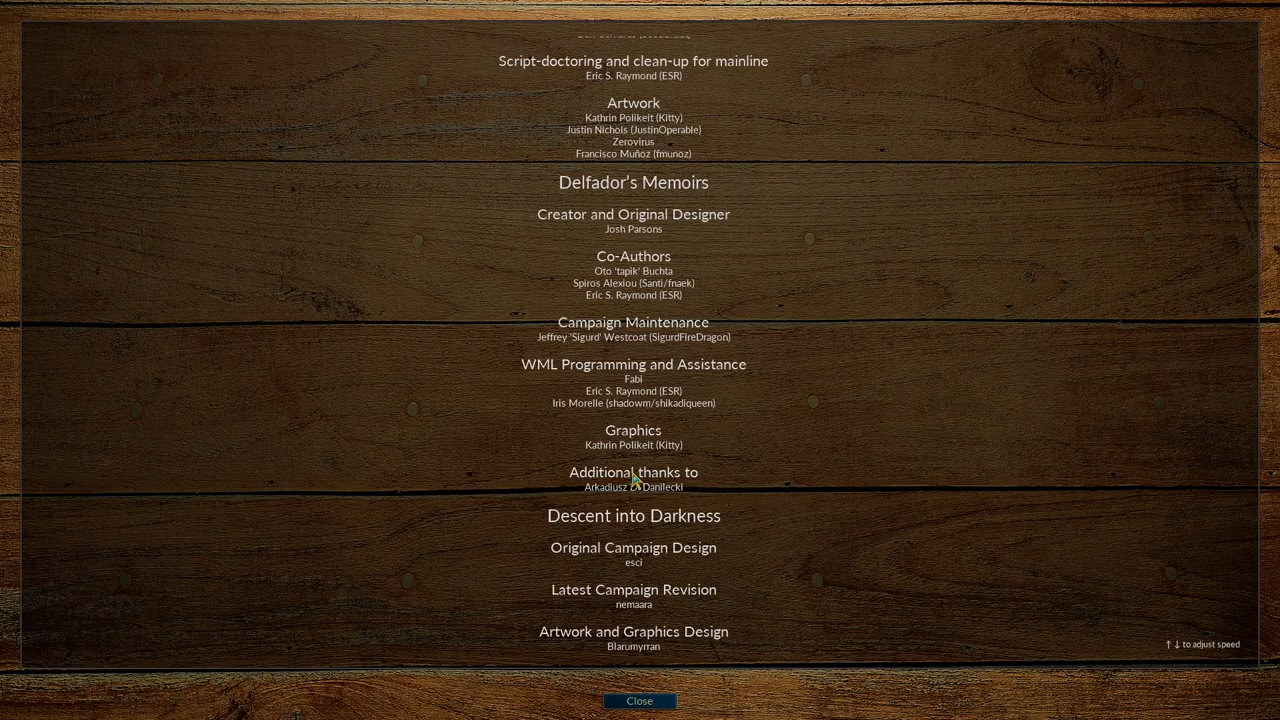 Script-doctoring and clean-up for mainline
Eric S. Raymond (ESR)
Artwork
Kathrin Polikeit (Kitty)
Justin Nichols (JustinOperable)
Zerovirus
Francisco Muñoz (fmunoz)
Delfador's Memoirs
Creator and Original Designer
Josh Parsons
Co-Authors
Oto 'tapik' Buchta
Spiros Alexiou (Santi/fnaek)
Eric S. Raymond (ESR)
Campaign Maintenance
Jeffrey 'Sigurd' Westcoat (SigurdFireDragon)
WML Programming and Assistance
Fabi
Eric S. Raymond (ESR)
Iris Morelle (shadowm/shikadiqueen)
Graphics
Kathrin Polikeit (Kitty)
Additional thanks to
Arkadiusz D. Danilecki
Descent into Darkness
Original Campaign Design
esci
Latest Campaign Revision
nemaara
Artwork and Graphics Design
Blarumyrran
↑ ↓ to adjust speed
Close